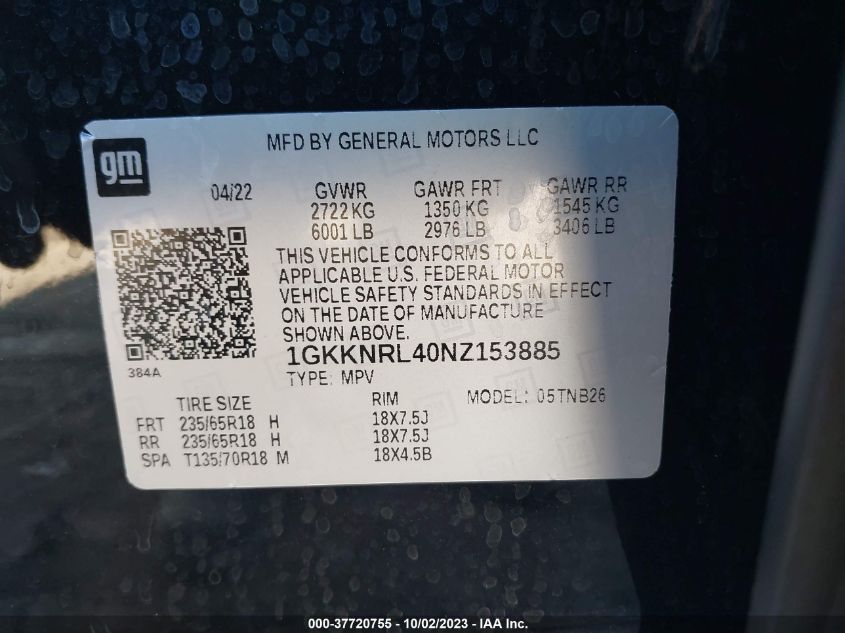 gm
MFD BY GENERAL MOTORS LLC
04/22 GVWR GAWR FRT GAWR RR
2722 KG 1350 KG 1545 KG
6001 LB 2976 LB 3406 LB
THIS VEHICLE CONFORMS TO ALL
APPLICABLE U.S. FEDERAL MOTOR
VEHICLE SAFETY STANDARDS IN EFFECT
ON THE DATE OF MANUFACTURE
SHOWN ABOVE.
1GKKNRL40NZ153885
384A
TYPE: MPV
TIRE SIZE RIM MODEL: 05TNB26
FRT 235/65R18 H 18X7.5J
RR 235/65R18 H 18X7.5J
SPA T135/70R18 M 18X4.5B
000-37720755 - 10/02/2023 - IAAI Inc.